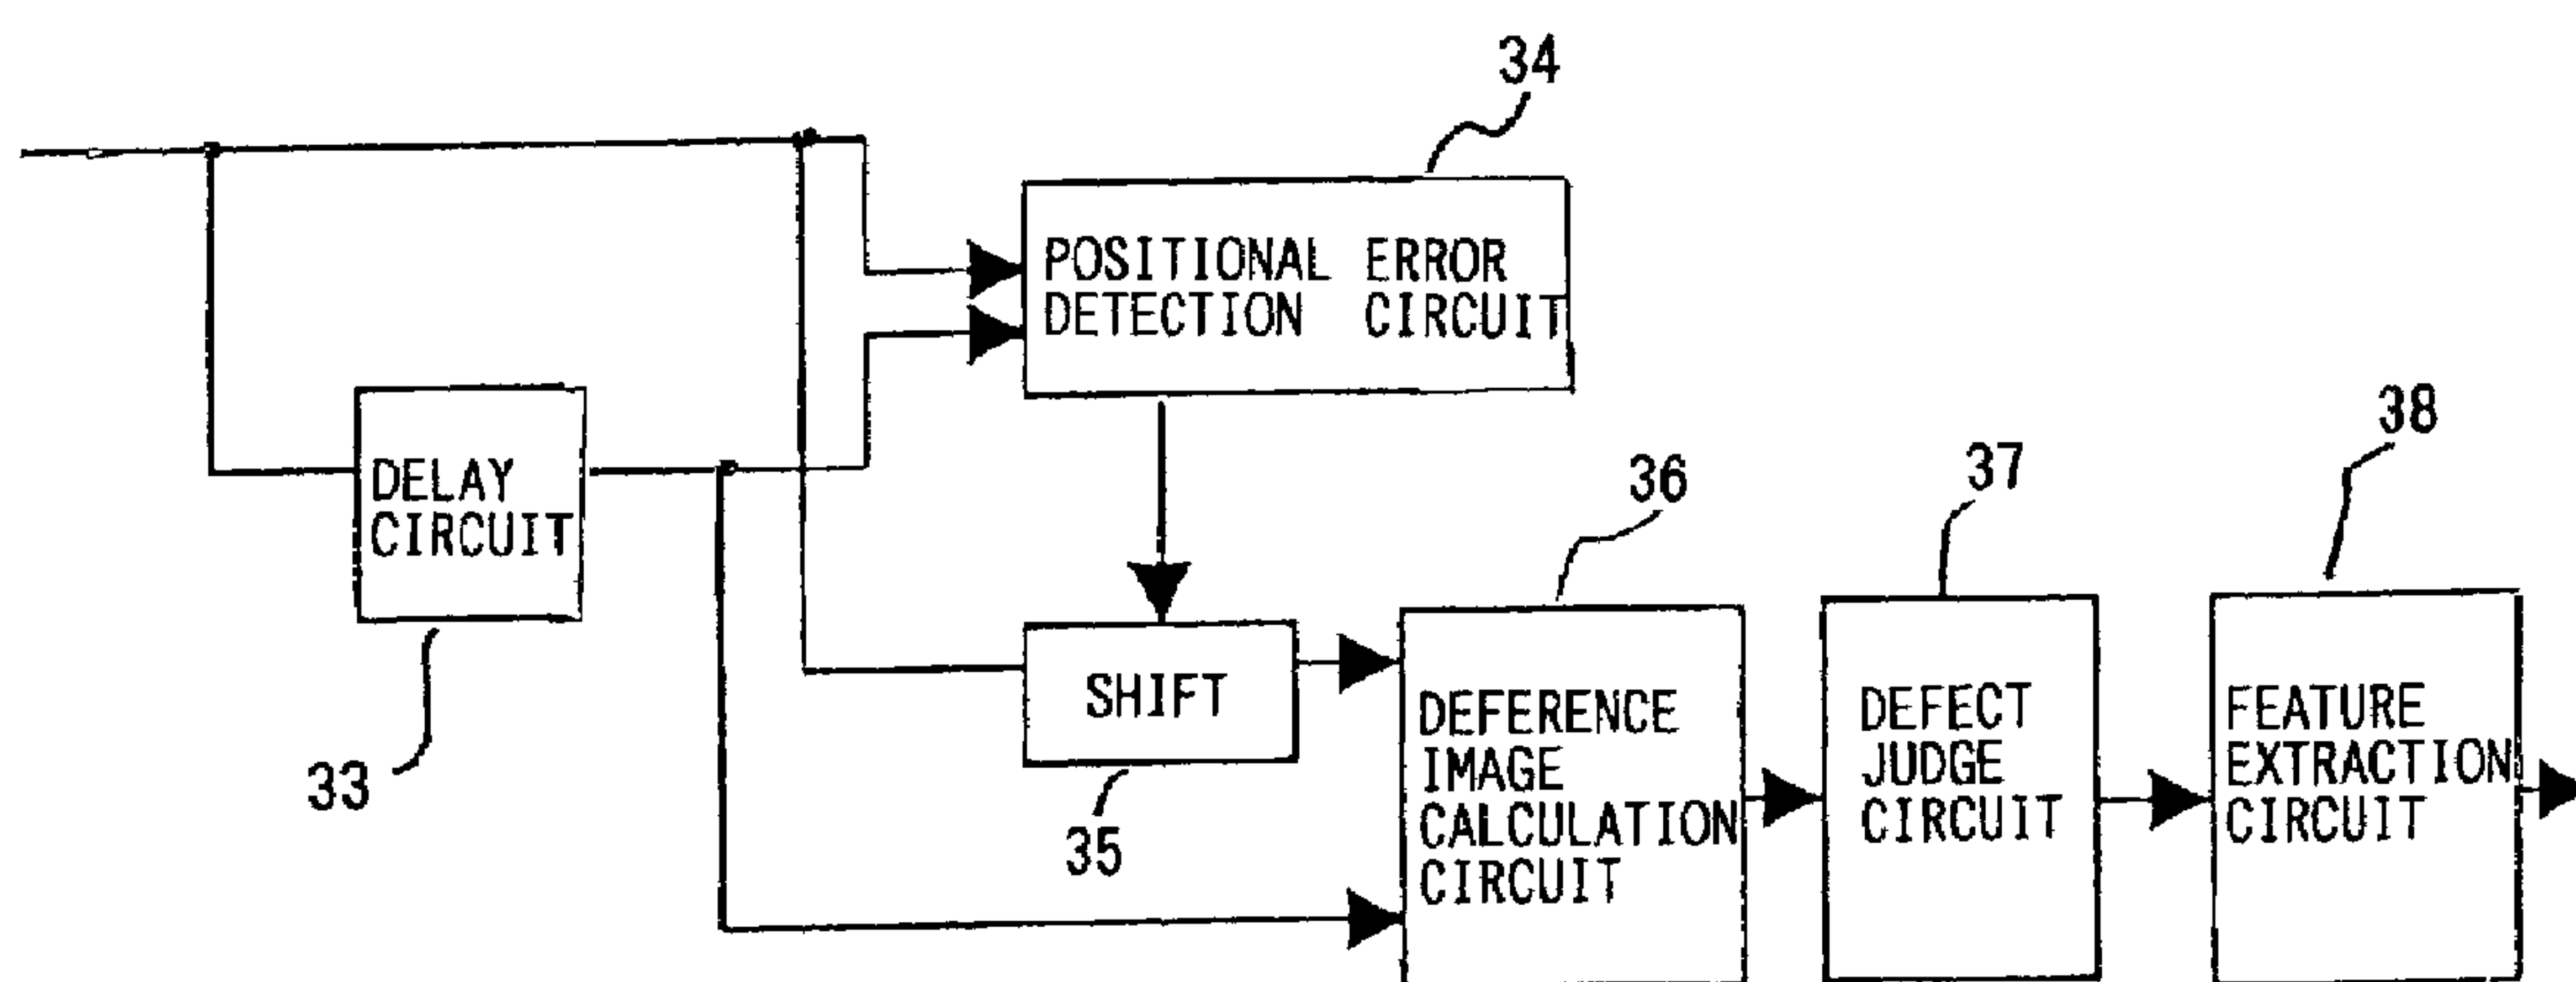 34
POSITIONAL ERROR
DETECTION CIRCUIT
DELAY
CIRCUIT
33
SHIFT
35
36
DEFERENCE
IMAGE
CALCULATION
CIRCUIT
37
DEFECT
JUDGE
CIRCUIT
38
FEATURE
EXTRACTION
CIRCUIT